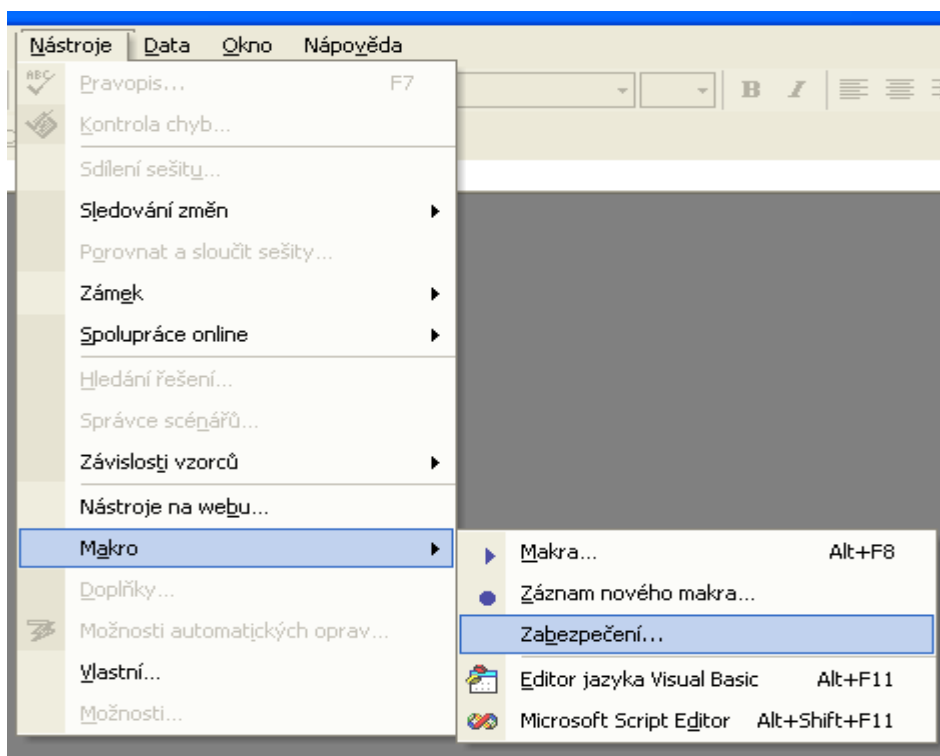 Nástroje Data Okno Nápověda
ABC
Pravopis... F7
B I
Kontrola chyb...
Sdílení sešitu...
Sledování změn
Porovnat a sloučit sešity...
Zámek
Spolupráce online
Hledání řešení...
Správce scénářů...
Závislosti vzorců
Nástroje na webu...
Makro
Makra... Alt+F8
Doplňky...
Záznam nového makra...
Možnosti automatických oprav...
Zabezpečení...
Vlastní...
Editor jazyka Visual Basic Alt+F11
Možnosti...
Microsoft Script Editor Alt+Shift+F11